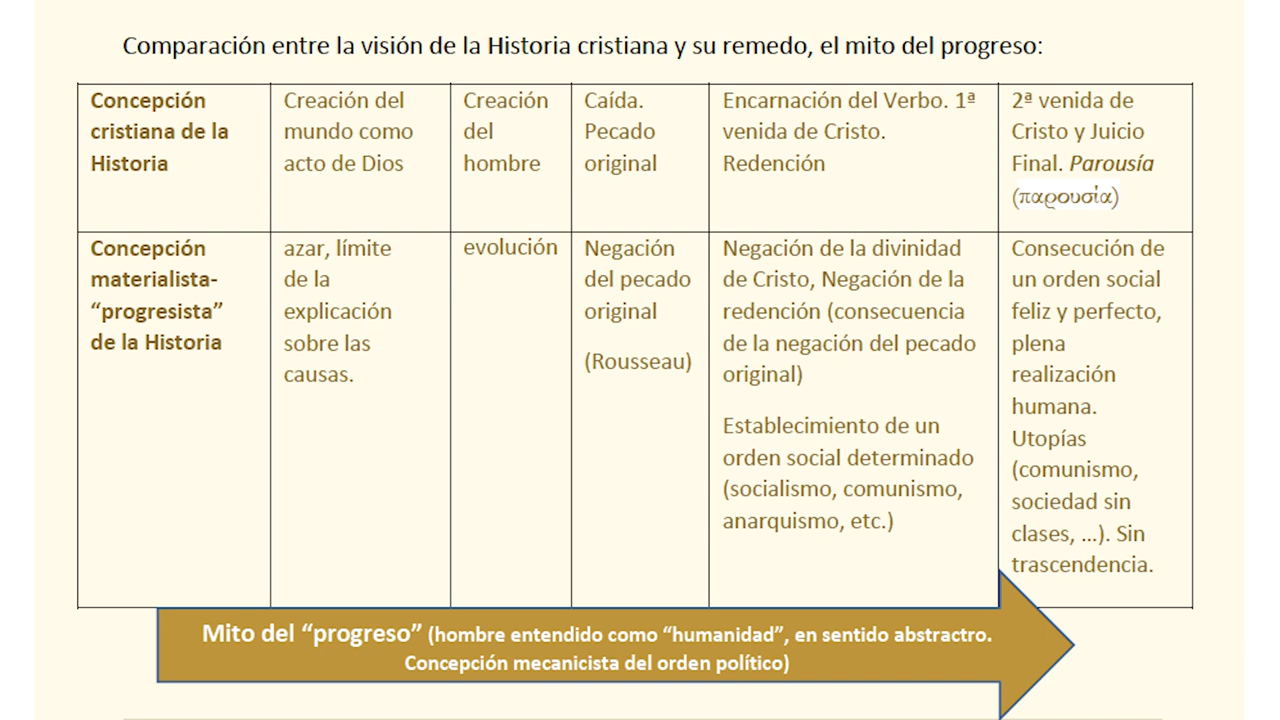 Comparación entre la visión de la Historia cristiana y su remedo, el mito del progreso:
Concepción
cristiana de la
Historia
Creación del
mundo como
acto de Dios
Creación
del
hombre
Caída.
Pecado
original
Encarnación del Verbo. 1ª
venida de Cristo.
Redención
2ª venida de
Cristo y Juicio
Final. Parousía
(παρουσία)
Concepción
materialista-
“progresista”
de la Historia
azar, límite
de la
explicación
sobre las
causas.
evolución
Negación
del pecado
original
(Rousseau)
Negación de la divinidad
de Cristo, Negación de la
redención (consecuencia
de la negación del pecado
original)
Establecimiento de un
orden social determinado
(socialismo, comunismo,
anarquismo, etc.)
Consecución de
un orden social
feliz y perfecto,
plena
realización
humana.
Utopías
(comunismo,
sociedad sin
clases, ...). Sin
trascendencia.
Mito del “progreso” (hombre entendido como “humanidad”, en sentido abstractro.
Concepción mecanicista del orden político)